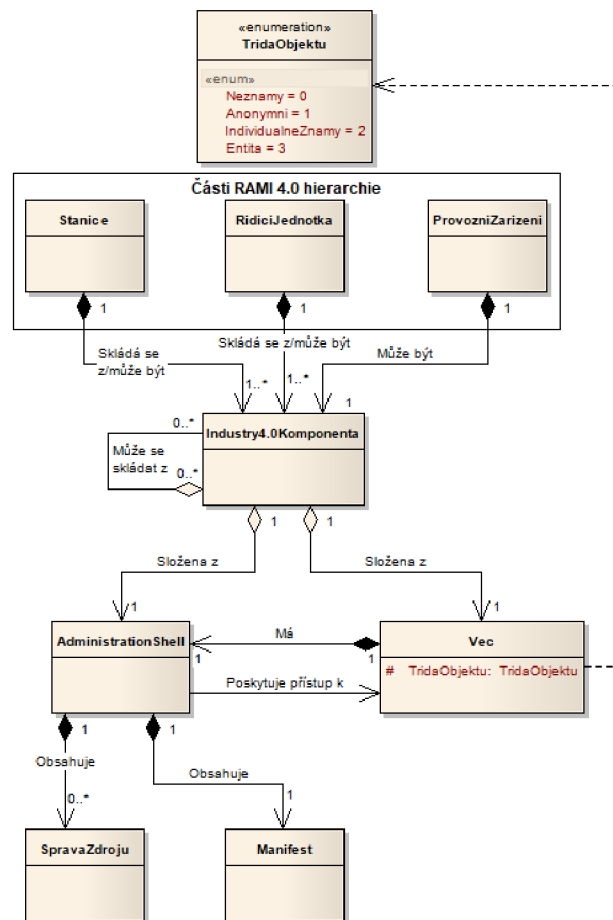 «enumeration»
TridaObjektu
«enum»
Neznamy = 0
Anonymni = 1
IndividualneZnamy = 2
Entita = 3
Části RAMI 4.0 hierarchie
Stanice
RidiciJednotka
ProvozniZarizeni
1
1
1
Skládá se
z/může být
Skládá se z/může být
Může být
1..*
1..*
1
0..*
Industry4.0Komponenta
Může se
skládat z
0..*
1
1
Složena z
Složena z
1
1
AdministrationShell
Má
Vec
1
1
# TridaObjektu: TridaObjektu
Poskytuje přístup k
1
1
Obsahuje
Obsahuje
0..*
1
SpravaZdroju
Manifest